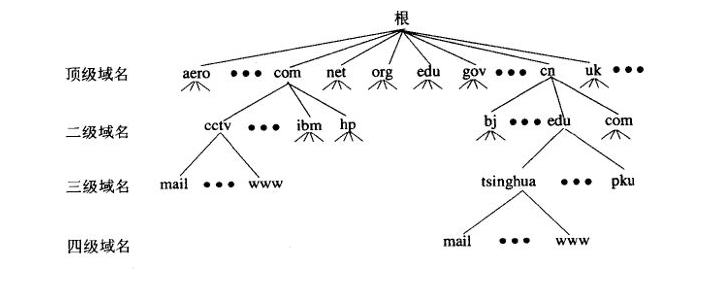 根
顶级域名 aero ••• com net org edu gov ••• cn uk •••
二级域名 cctv ••• ibm hp bj ••• edu com
三级域名 mail ••• www tsinghua ••• pku
四级域名 mail ••• www